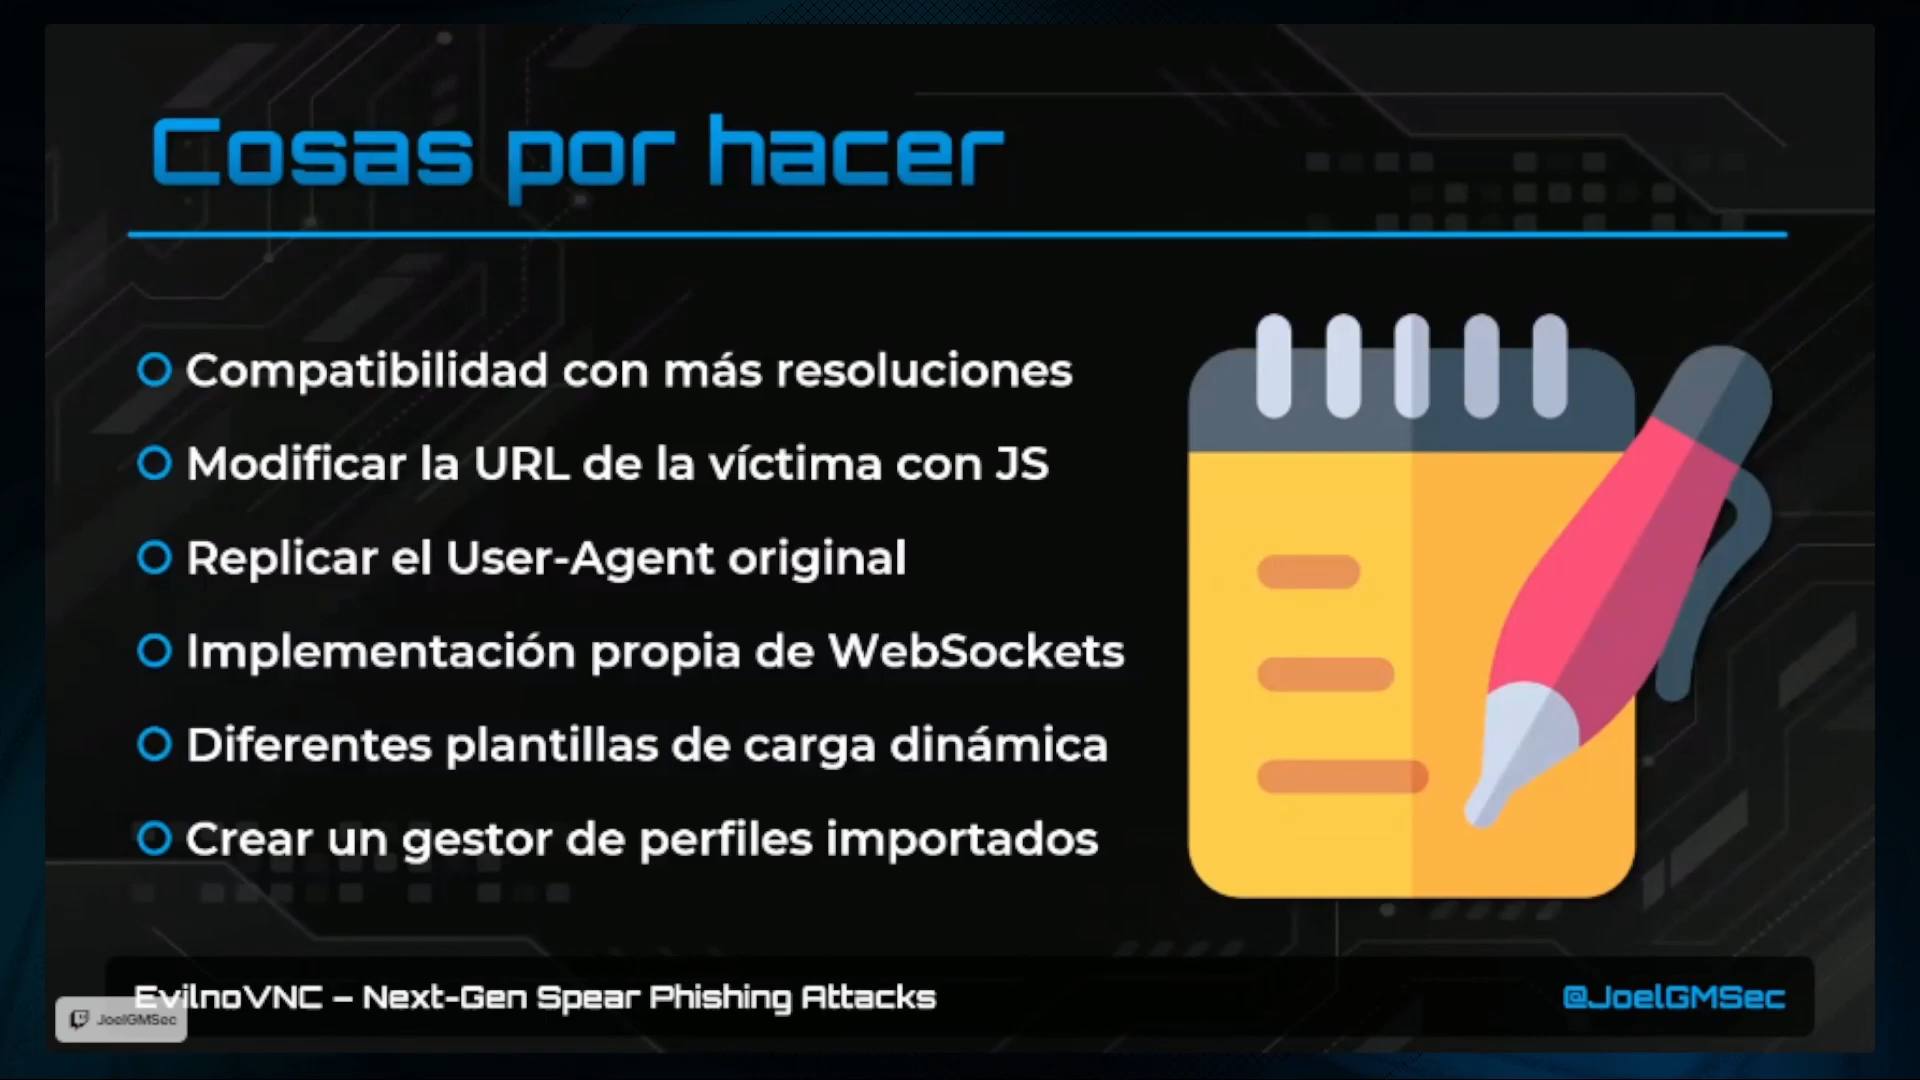 Cosas por hacer
Compatibilidad con más resoluciones
Modificar la URL de la víctima con JS
Replicar el User-Agent original
Implementación propia de WebSockets
Diferentes plantillas de carga dinámica
Crear un gestor de perfiles importados
EvilnoVNC – Next-Gen Spear Phishing Attacks
@JoelGMSec
JoelGMSec